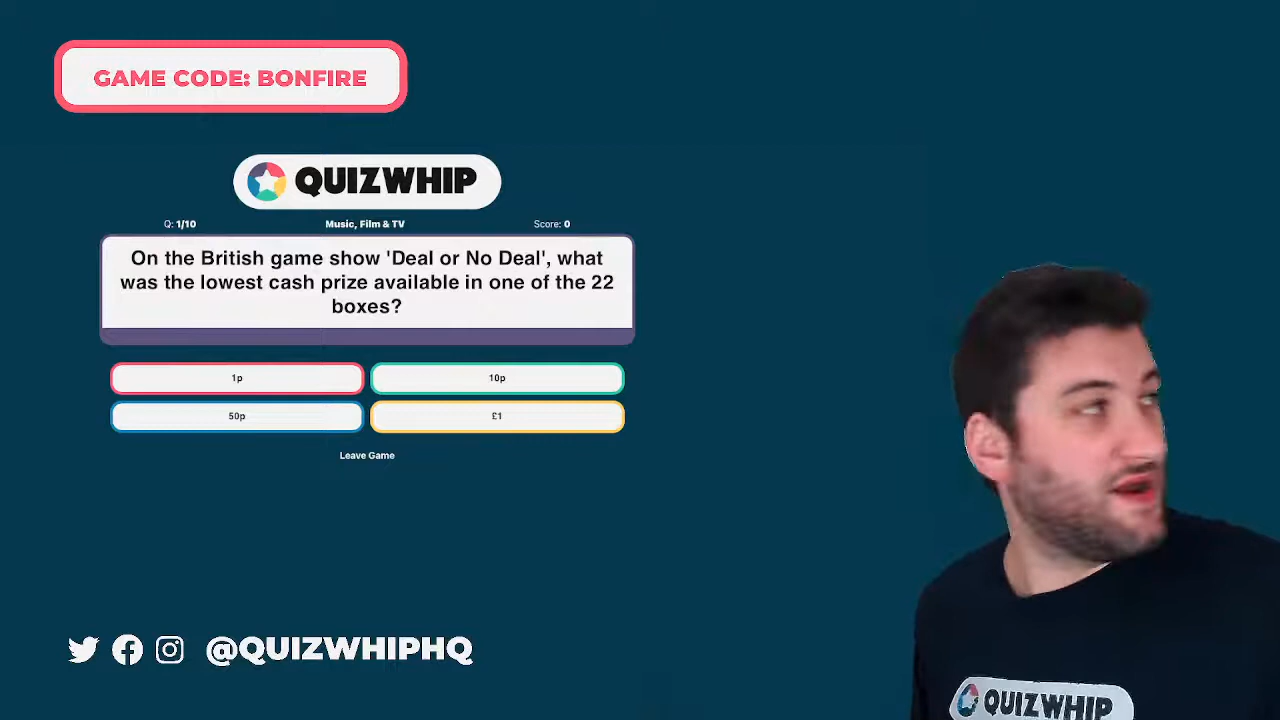 GAME CODE: BONFIRE
QUIZWHIP
Q: 1/10 Music, Film & TV Score: 0
On the British game show 'Deal or No Deal', what
was the lowest cash prize available in one of the 22
boxes?
1p 10p
50p £1
Leave Game
@QUIZWHIPHQ
QUIZWHIP